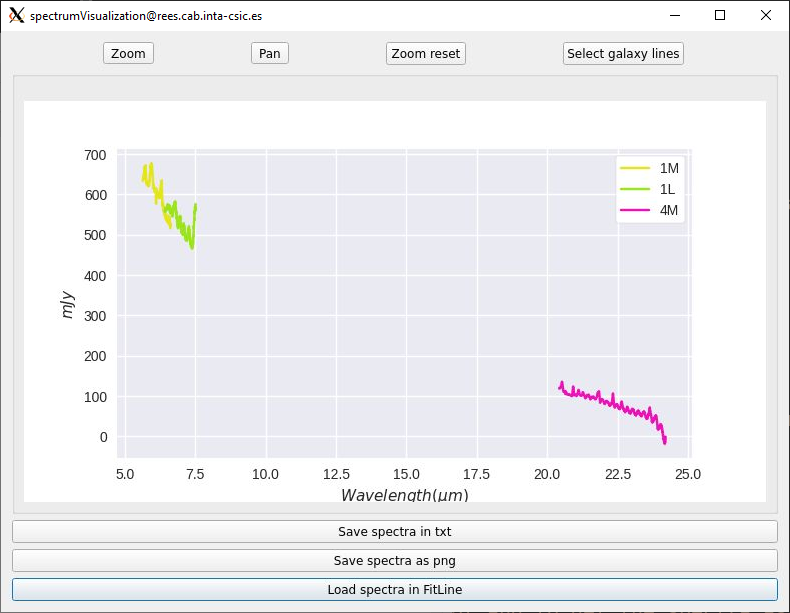 spectrumVisualization@rees.cab.inta-csic.es
Zoom
Pan
Zoom reset
Select galaxy lines
700
600
500
400
300
200
100
0
mJy
1M
1L
4M
5.0 7.5 10.0 12.5 15.0 17.5 20.0 22.5 25.0
Wavelength(μm)
Save spectra in txt
Save spectra as png
Load spectra in FitLine